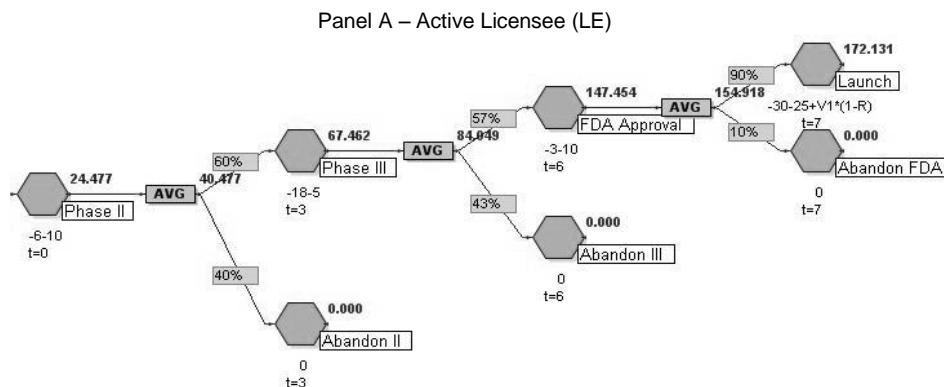 Panel A – Active Licensee (LE)
172.131
90%
Launch
147.454
154.918
AVG
-30-25+V1*(1-R)
t=7
57%
FDA Approval
67.462
84.049
0.000
10%
AVG
-3-10
t=6
Abandon FDA
60%
Phase III
24.477
40.477
0
t=7
AVG
-18-5
t=3
43%
Phase II
0.000
-6-10
t=0
Abandon III
40%
0
t=6
0.000
Abandon II
0
t=3